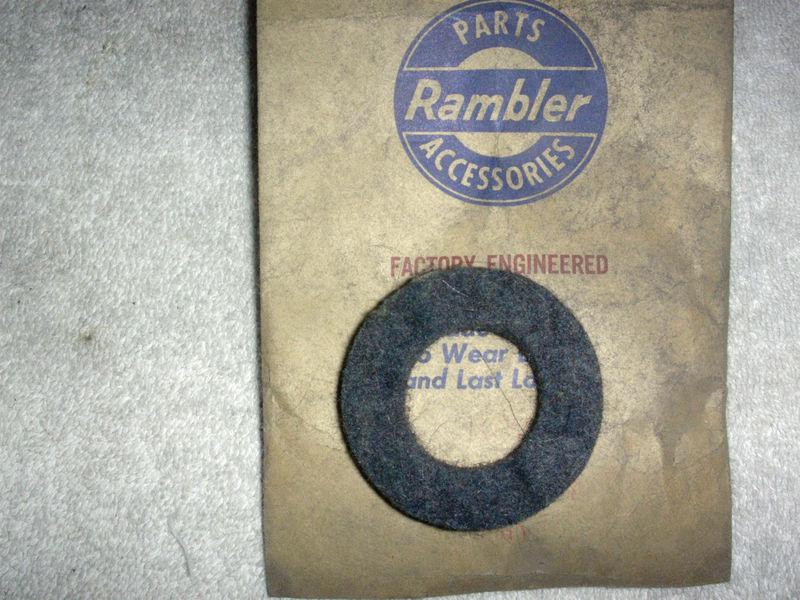 PARTS
Rambler
ACCESSORIES
FACTORY ENGINEERED
Wear
and Last